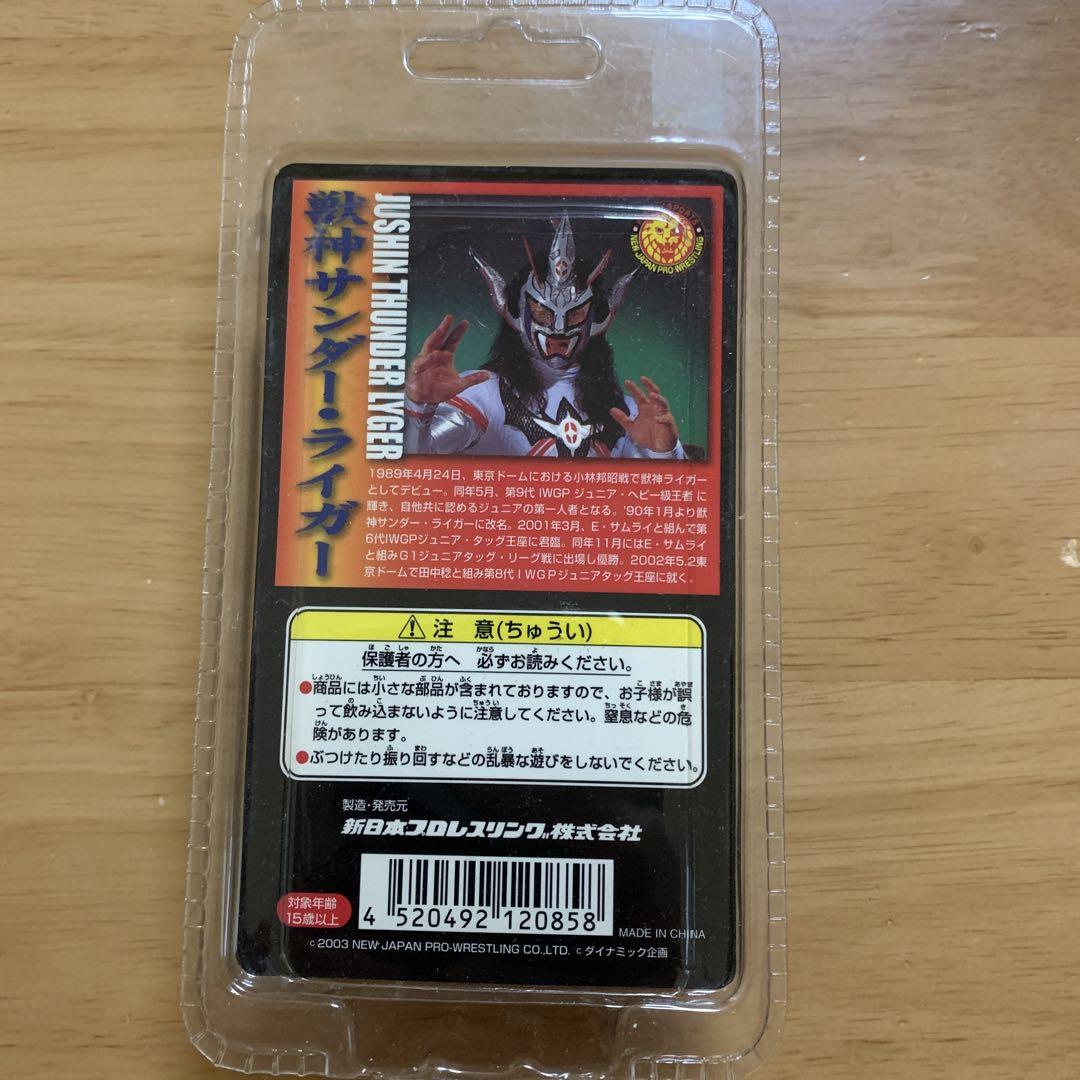 獣神サンダー・ライガー
JUSHIN THUNDER LYGER
SPORTS
NEW JAPAN PRO-WRESTLING
1989年4月24日、東京ドームにおける小林邦昭戦で獣神ライガー
としてデビュー。同年5月、第9代 IWGP ジュニア・ヘビー級王者 に
輝き、自他共に認めるジュニアの第一人者となる。'90年1月より獣
神サンダー・ライガーに改名。2001年3月、E・サムライと組んで第
6代IWGPジュニア・タッグ王座に君臨。同年11月にはE・サムライ
と組みG1ジュニアタッグ・リーグ戦に出場し優勝。2002年5.2東
京ドームで田中稔と組み第8代IWGPジュニアタッグ王座に就く。
注 意(ちゅうい)
保護者の方へ 必ずお読みください。
●商品には小さな部品が含まれておりますので、お子様が誤
って飲み込まないように注意してください。窒息などの危
険があります。
●ぶつけたり振り回すなどの乱暴な遊びをしないでください。
製造・発売元
新日本プロレスリング株式会社
対象年齢
15歳以上
4 520492 120858
MADE IN CHINA
c 2003 NEW JAPAN PRO-WRESTLING CO.,LTD. c ダイナミック企画